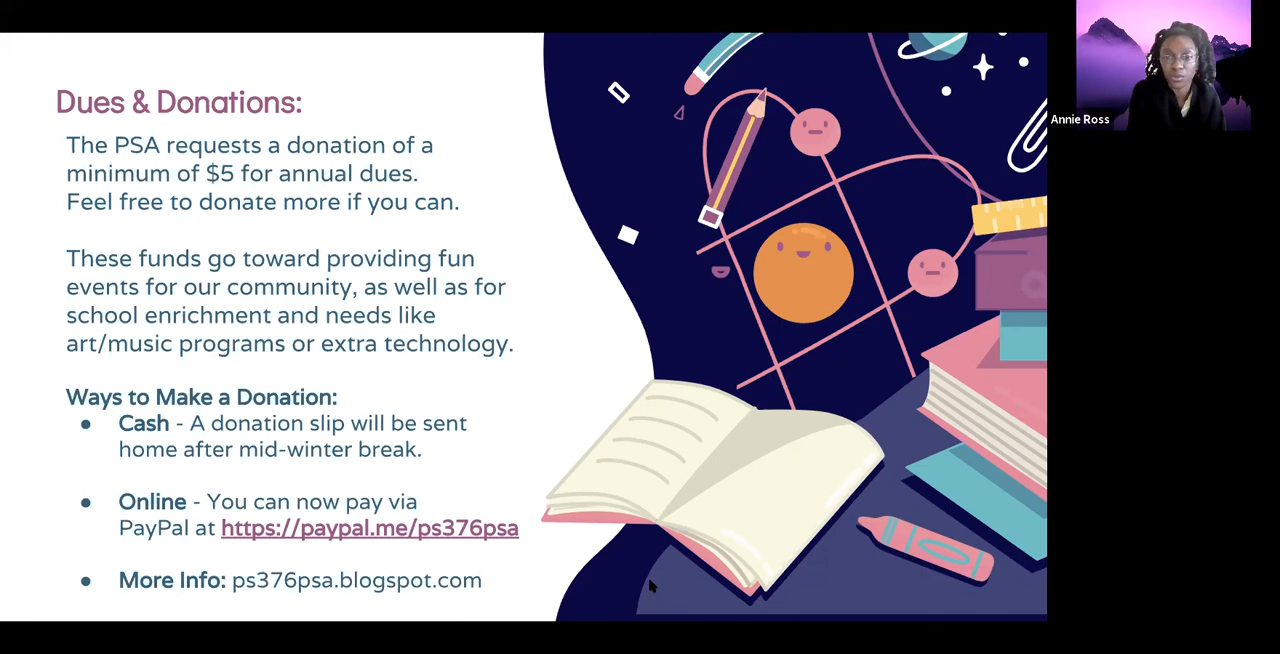 Dues & Donations:
The PSA requests a donation of a
minimum of $5 for annual dues.
Feel free to donate more if you can.
These funds go toward providing fun
events for our community, as well as for
school enrichment and needs like
art/music programs or extra technology.
Ways to Make a Donation:
● Cash - A donation slip will be sent
home after mid-winter break.
● Online - You can now pay via
PayPal at https://paypal.me/ps376psa
● More Info: ps376psa.blogspot.com
Annie Ross